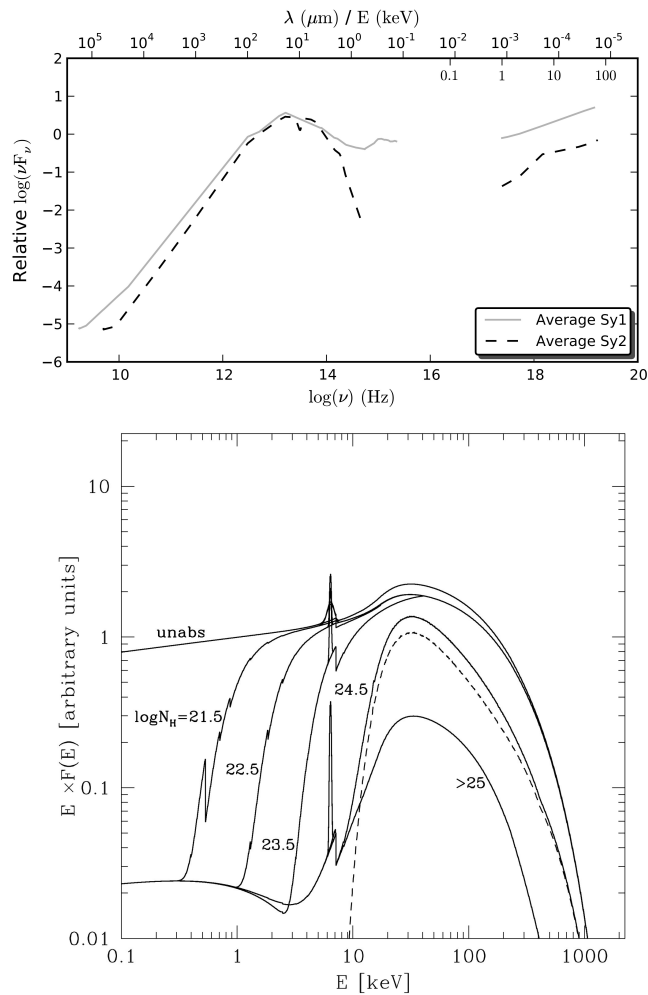 λ (μm) / E (keV)
10⁵ 10⁴ 10³ 10² 10¹ 10⁰ 10⁻¹ 10⁻² 10⁻³ 10⁻⁴ 10⁻⁵
0.1 1 10 100
2
1
0
−1
−2
−3
−4
−5
−6
Relative log(νFν)
Average Sy1
Average Sy2
10 12 14 16 18 20
log(ν) (Hz)
10
1
0.1
0.01
E ×F(E) [arbitrary units]
unabs
logN_H=21.5
22.5
23.5
24.5
>25
0.1 1 10 100 1000
E [keV]